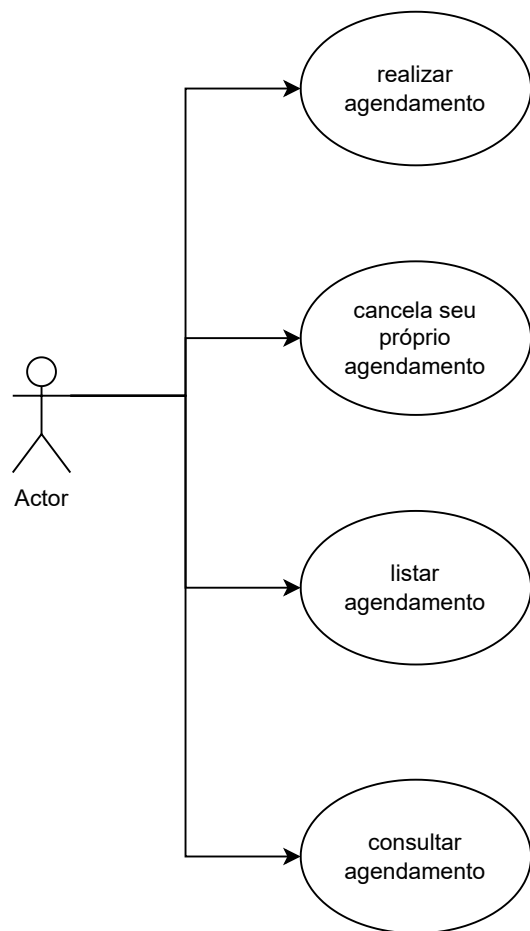 realizar
agendamento
cancela seu
próprio
agendamento
Actor
listar
agendamento
consultar
agendamento